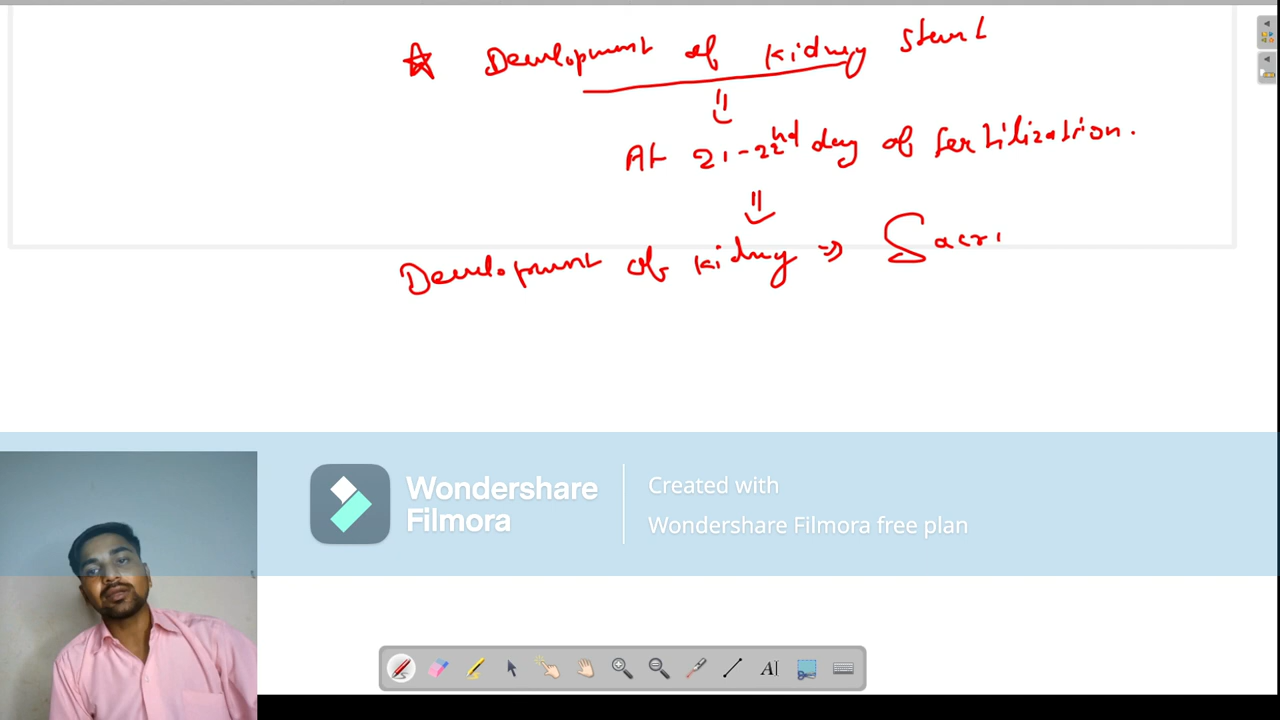 Development of kidney start
At 21-22nd day of fertilization.
Development of kidney ⇒ Sacri
Wondershare
Filmora
Created with
Wondershare Filmora free plan
A